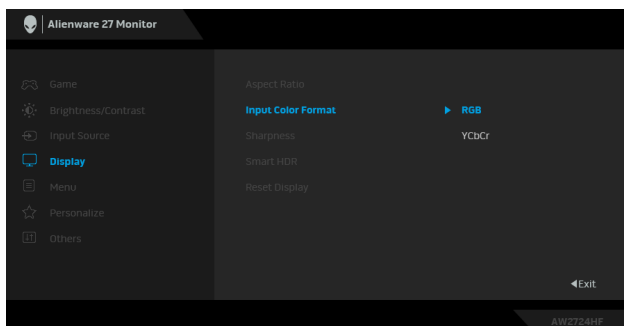 Alienware 27 Monitor
Game
Aspect Ratio
Brightness/Contrast
Input Color Format
RGB
Input Source
Sharpness
YCbCr
Display
Smart HDR
Menu
Reset Display
Personalize
Others
Exit
AW2724HF